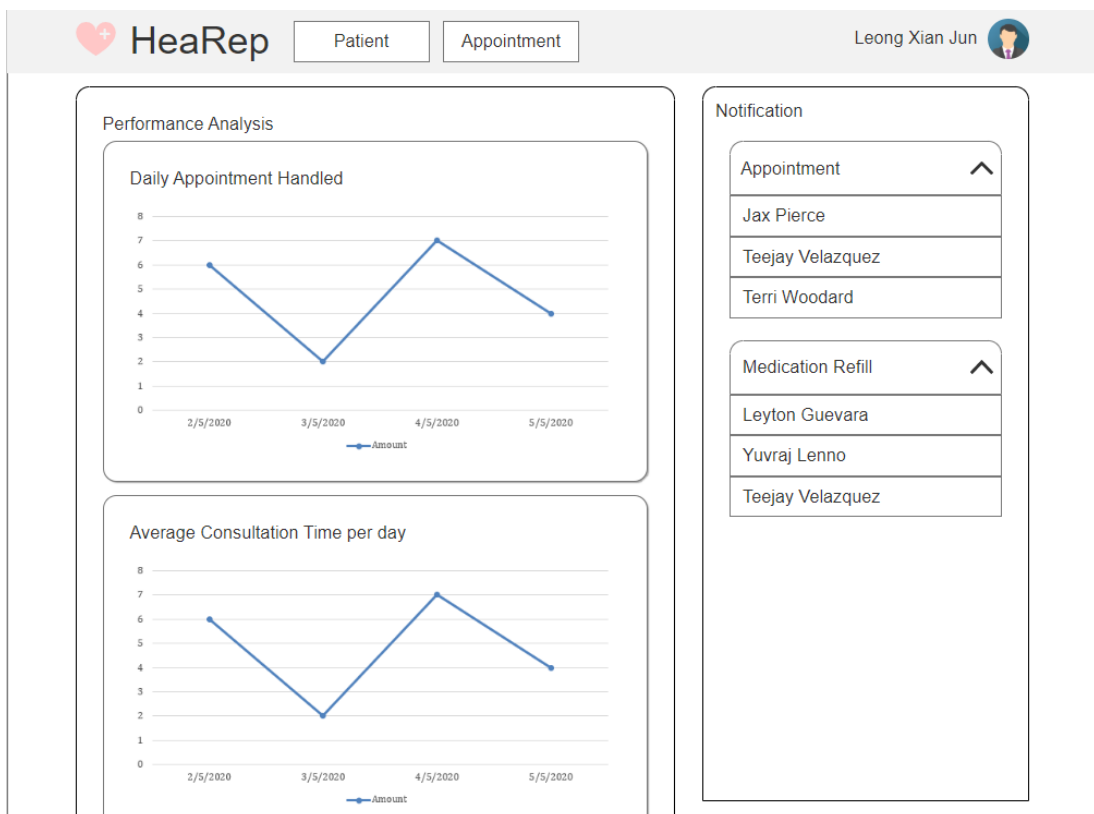 HeaRep
Patient
Appointment
Leong Xian Jun
Performance Analysis
Daily Appointment Handled
8
7
6
5
4
3
2
1
0
2/5/2020 3/5/2020 4/5/2020 5/5/2020
Amount
Average Consultation Time per day
8
7
6
5
4
3
2
1
0
2/5/2020 3/5/2020 4/5/2020 5/5/2020
Amount
Notification
Appointment
Jax Pierce
Teejay Velazquez
Terri Woodard
Medication Refill
Leyton Guevara
Yuvraj Lenno
Teejay Velazquez